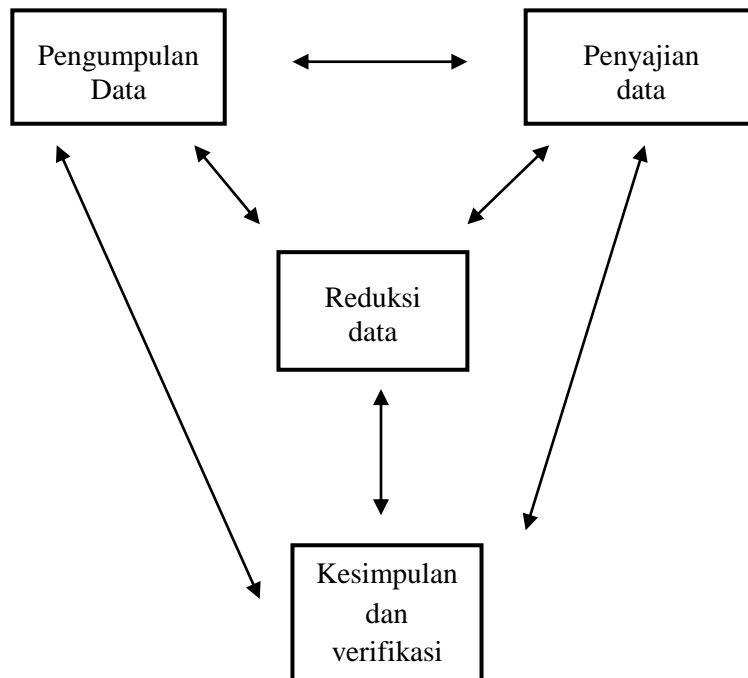 Pengumpulan
Data
Penyajian
data
Reduksi
data
Kesimpulan
dan
verifikasi